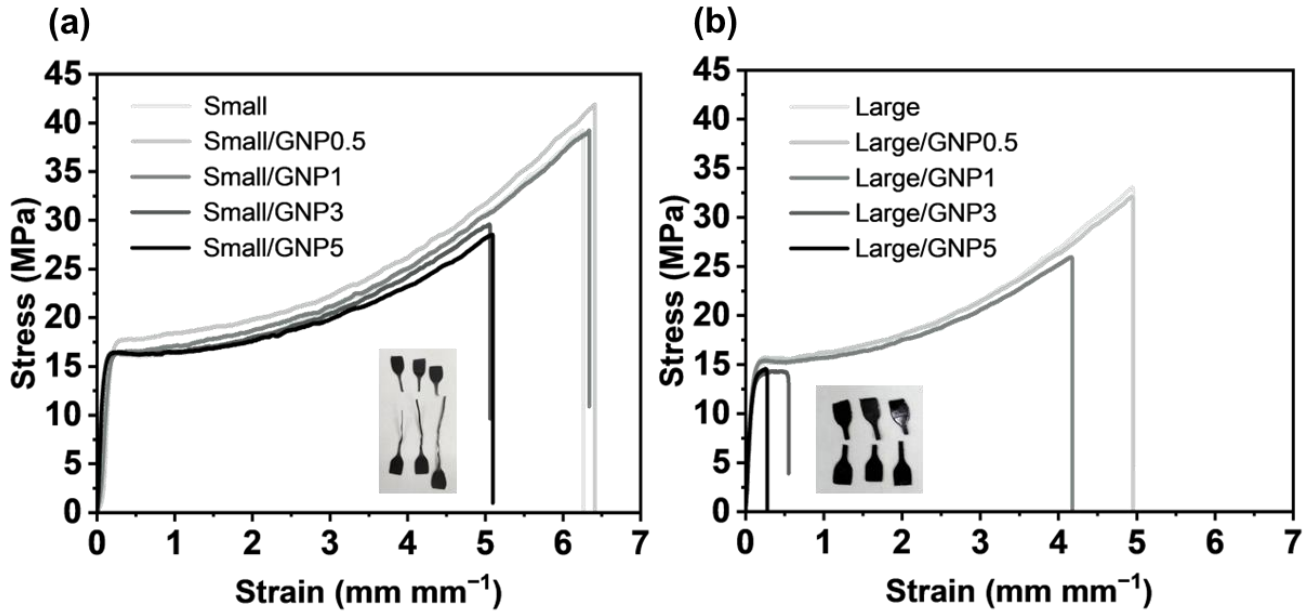 (a)
45
40
35
30
25
20
15
10
5
0
Stress (MPa)
Small
Small/GNP0.5
Small/GNP1
Small/GNP3
Small/GNP5
0 1 2 3 4 5 6 7
Strain (mm mm⁻¹)
(b)
45
40
35
30
25
20
15
10
5
0
Stress (MPa)
Large
Large/GNP0.5
Large/GNP1
Large/GNP3
Large/GNP5
0 1 2 3 4 5 6 7
Strain (mm mm⁻¹)